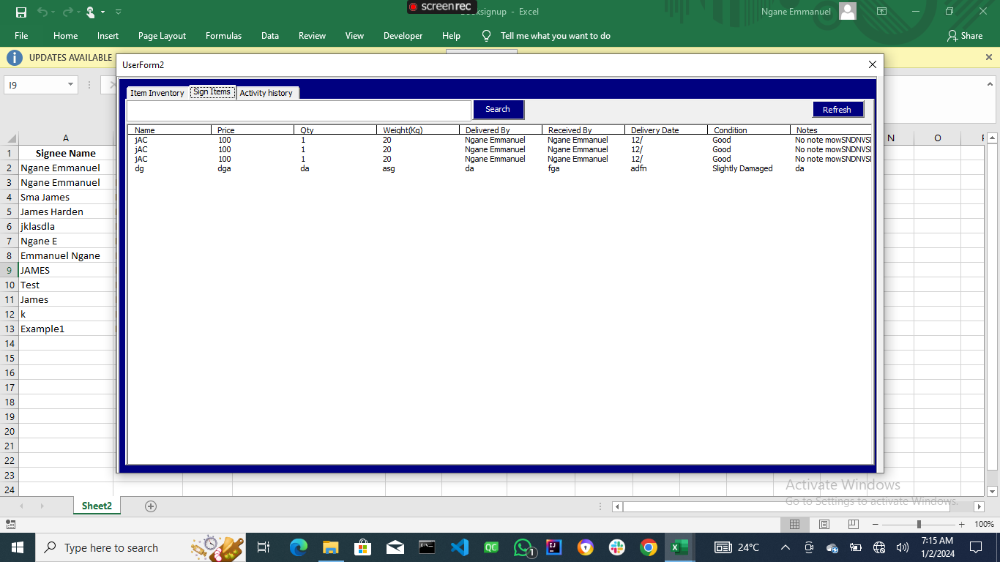 screenrec
signup - Excel
Ngane Emmanuel
File Home Insert Page Layout Formulas Data Review View Developer Help Tell me what you want to do Share
UPDATES AVAILABLE
UserForm2
I9
Item Inventory Sign Items Activity history
Search Refresh
Name Price Qty Weight(Kg) Delivered By Received By Delivery Date Condition Notes
jAC 100 1 20 Ngane Emmanuel Ngane Emmanuel 12/ Good No note mowSNDNVS
jAC 100 1 20 Ngane Emmanuel Ngane Emmanuel 12/ Good No note mowSNDNVS
jAC 100 1 20 Ngane Emmanuel Ngane Emmanuel 12/ Good No note mowSNDNVS
dg dga da asg da fga adfn Slightly Damaged da
A N O
1 Signee Name
2 Ngane Emmanuel
3 Ngane Emmanuel
4 Sma James
5 James Harden
6 jklasdla
7 Ngane E
8 Emmanuel Ngane
9 JAMES
10 Test
11 James
12 k
13 Example1
14
15
16
17
18
19
20
21
22
23
24
Activate Windows
Go to Settings to activate Windows.
Sheet2
100%
Type here to search
QC
1
IJ
24°C
7:15 AM
1/2/2024